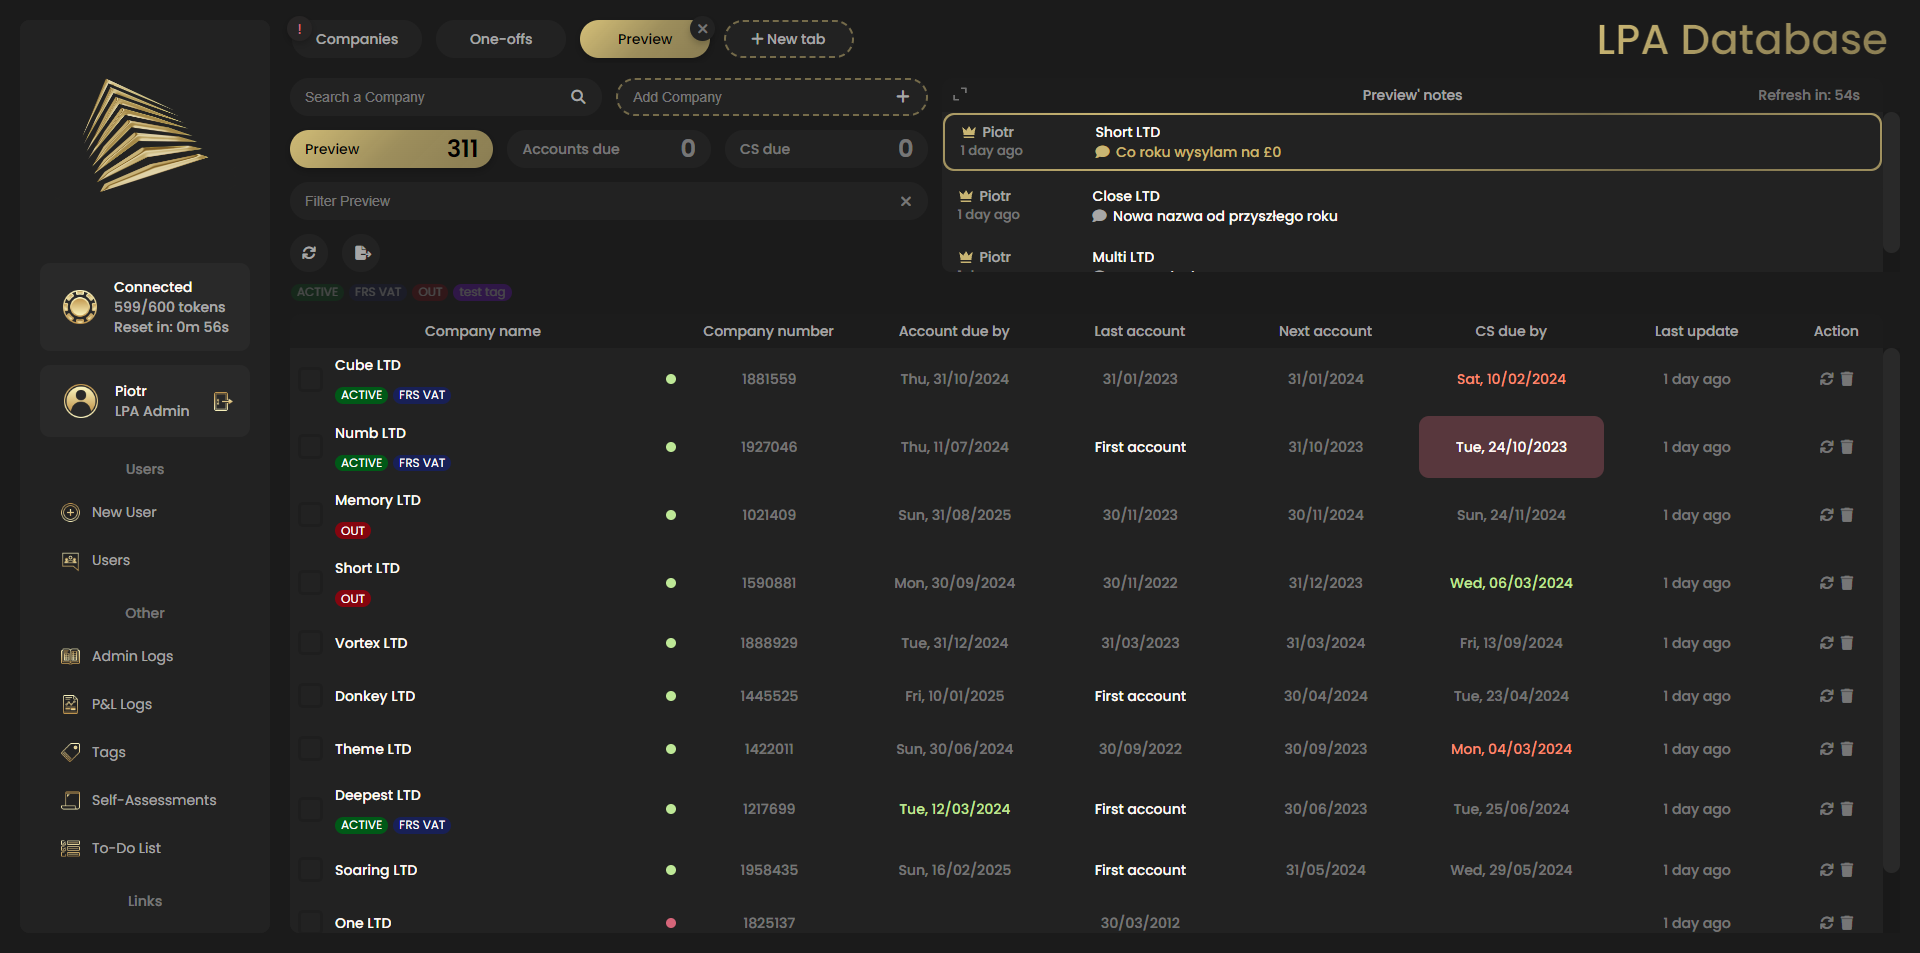 ! Companies
One-offs
Preview
+ New tab
LPA Database
Search a Company
Add Company +
Preview' notes
Refresh in: 54s
Preview 311
Accounts due 0
CS due 0
Piotr
1 day ago
Short LTD
Co roku wysylam na £0
Filter Preview
Piotr
1 day ago
Close LTD
Nowa nazwa od przyszłego roku
Piotr
Multi LTD
ACTIVE FRS VAT OUT test tag
Connected
599/600 tokens
Reset in: 0m 56s
Piotr
LPA Admin
Users
New User
Users
Other
Admin Logs
P&L Logs
Tags
Self-Assessments
To-Do List
Links
Company name Company number Account due by Last account Next account CS due by Last update Action
Cube LTD
ACTIVE FRS VAT
1881559 Thu, 31/10/2024 31/01/2023 31/01/2024 Sat, 10/02/2024 1 day ago
Numb LTD
ACTIVE FRS VAT
1927046 Thu, 11/07/2024 First account 31/10/2023 Tue, 24/10/2023 1 day ago
Memory LTD
OUT
1021409 Sun, 31/08/2025 30/11/2023 30/11/2024 Sun, 24/11/2024 1 day ago
Short LTD
OUT
1590881 Mon, 30/09/2024 30/11/2022 31/12/2023 Wed, 06/03/2024 1 day ago
Vortex LTD 1888929 Tue, 31/12/2024 31/03/2023 31/03/2024 Fri, 13/09/2024 1 day ago
Donkey LTD 1445525 Fri, 10/01/2025 First account 30/04/2024 Tue, 23/04/2024 1 day ago
Theme LTD 1422011 Sun, 30/06/2024 30/09/2022 30/09/2023 Mon, 04/03/2024 1 day ago
Deepest LTD
ACTIVE FRS VAT
1217699 Tue, 12/03/2024 First account 30/06/2023 Tue, 25/06/2024 1 day ago
Soaring LTD 1958435 Sun, 16/02/2025 First account 31/05/2024 Wed, 29/05/2024 1 day ago
One LTD 1825137 30/03/2012 1 day ago